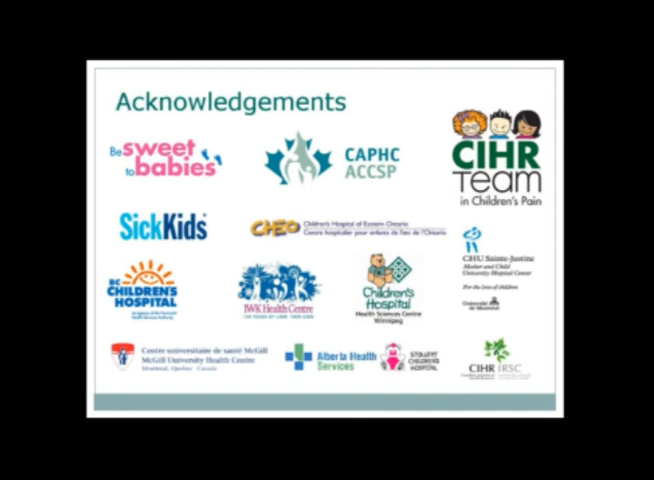 Acknowledgements
Be sweet
to babies
CAPHC
ACCSP
CIHR
Team
in Children's Pain
SickKids
CHEO
Children's Hospital of Eastern Ontario
Centre hospitalier pour enfants de l'est de l'Ontario
CHU Sainte-Justine
Mother and Child
University Hospital Center
For the love of children
Université
de Montréal
BC
CHILDREN'S
HOSPITAL
IWK Health Centre
Children's
Hospital
Health Sciences Centre
Winnipeg
Centre universitaire de santé McGill
McGill University Health Centre
Montréal, Québec Canada
Alberta Health
Services
STOLLERY
CHILDREN'S
HOSPITAL
CIHR IRSC